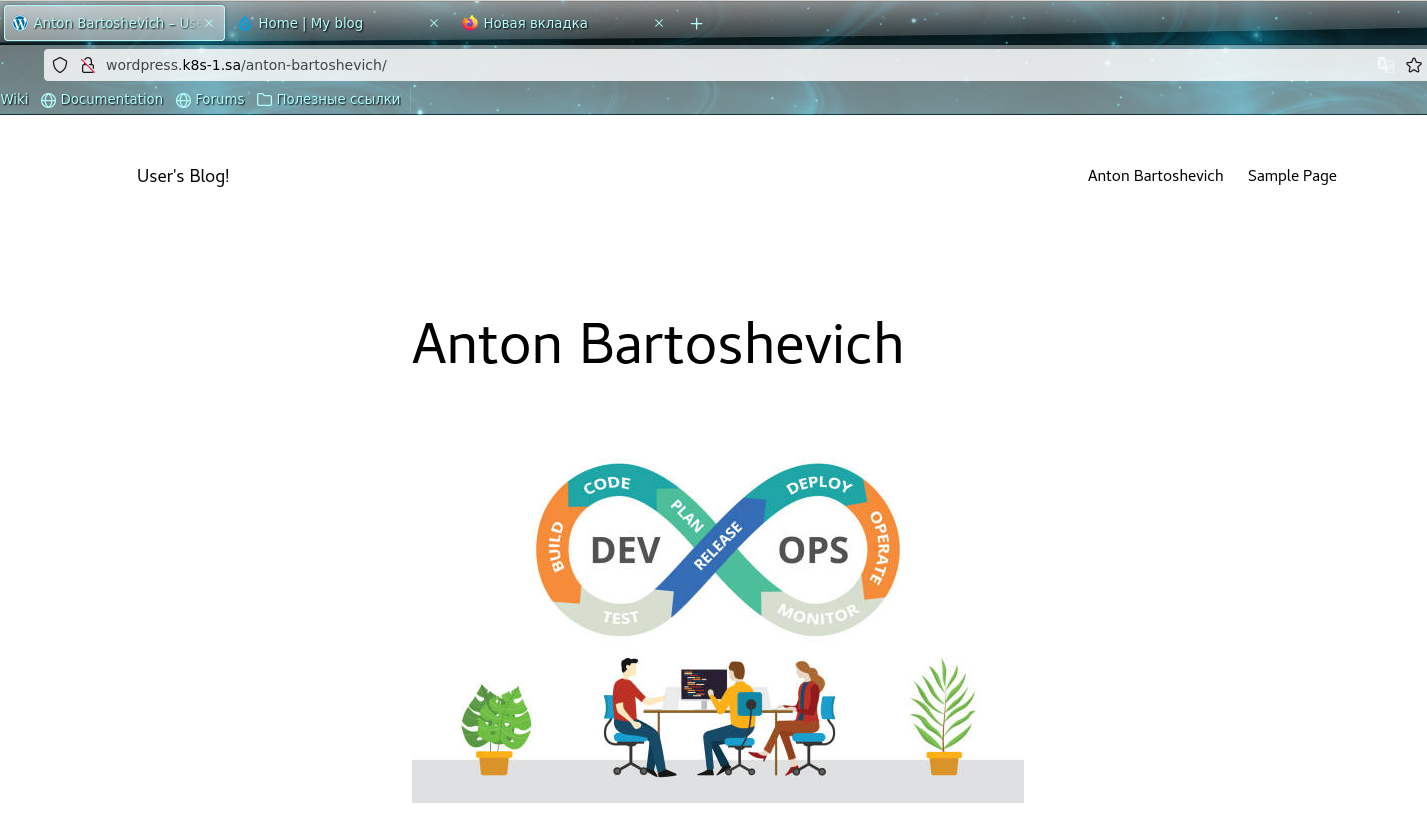 Anton Bartoshevich – Use
Home | My blog
Новая вкладка
wordpress.k8s-1.sa/anton-bartoshevich/
Wiki Documentation Forums Полезные ссылки
User's Blog!
Anton Bartoshevich Sample Page
Anton Bartoshevich
CODE
DEPLOY
PLAN
RELEASE
BUILD
DEV
OPS
OPERATE
TEST
MONITOR